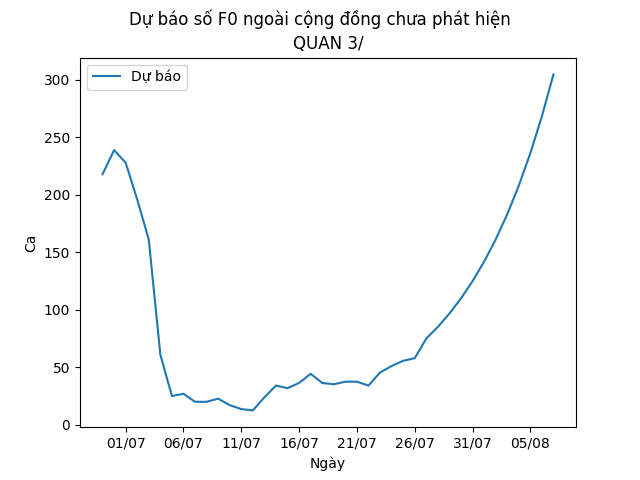 Dự báo số F0 ngoài cộng đồng chưa phát hiện
QUAN 3/
Dự báo
300
250
200
150
100
50
0
Ca
01/07 06/07 11/07 16/07 21/07 26/07 31/07 05/08
Ngày